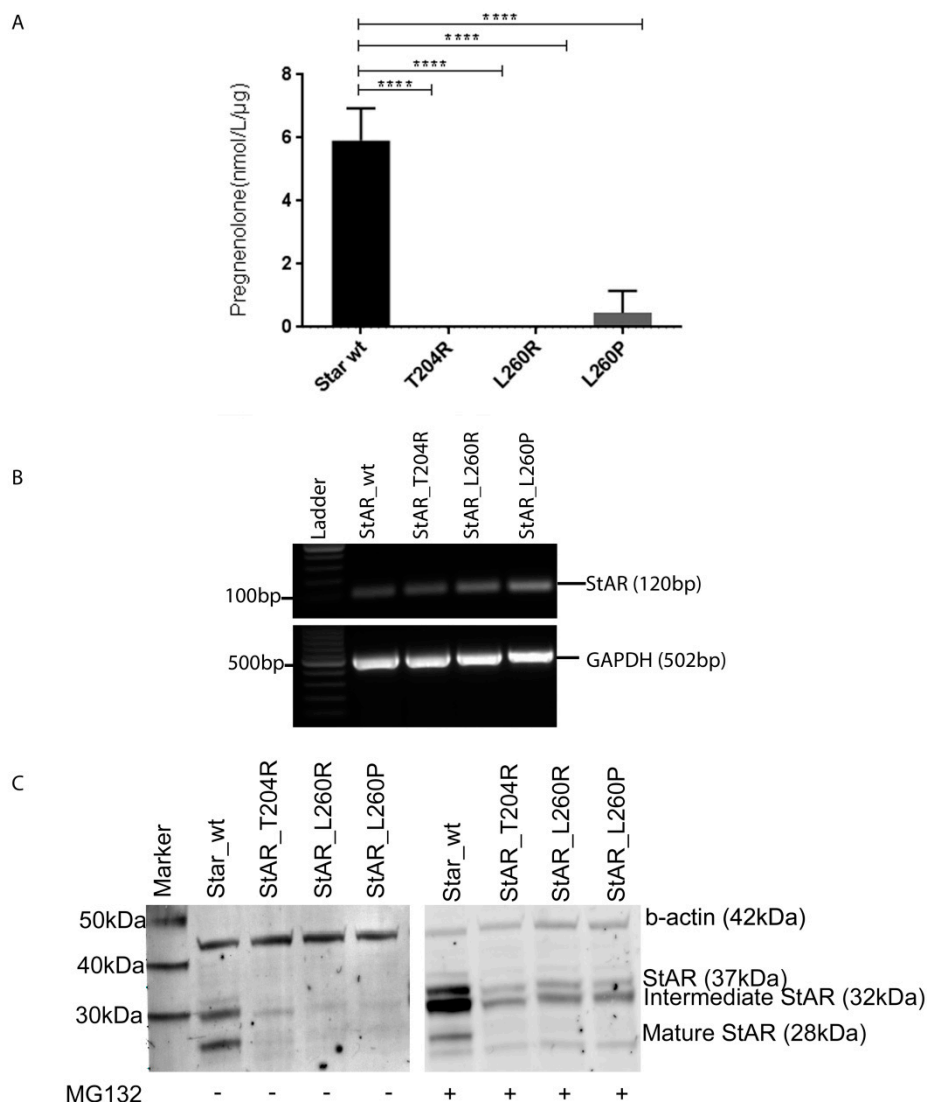 A
****
****
****
****
Pregnenolone(nmol/L/µg)
8
6
4
2
0
Star wt
T204R
L260R
L260P
B
Ladder
StAR_wt
StAR_T204R
StAR_L260R
StAR_L260P
100bp
StAR (120bp)
500bp
GAPDH (502bp)
C
Marker
Star_wt
StAR_T204R
StAR_L260R
StAR_L260P
Star_wt
StAR_T204R
StAR_L260R
StAR_L260P
50kDa
40kDa
30kDa
b-actin (42kDa)
StAR (37kDa)
Intermediate StAR (32kDa)
Mature StAR (28kDa)
MG132 - - - - + + + +